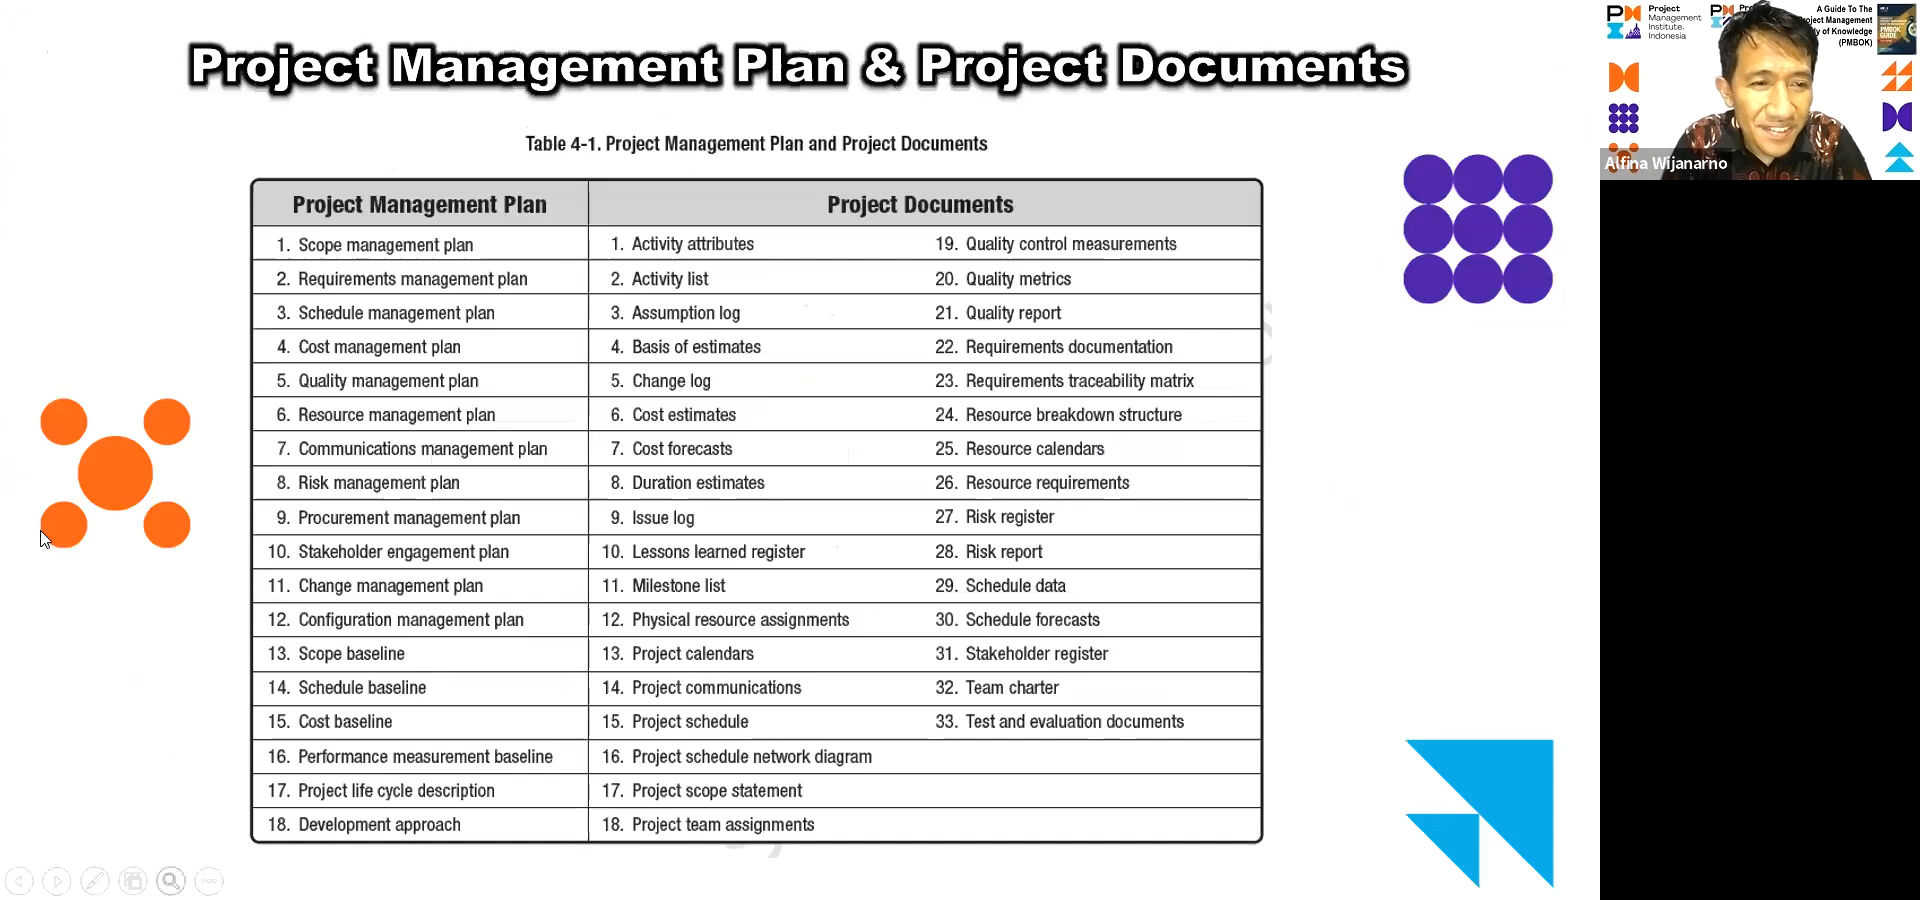 Project Management Plan & Project Documents
Table 4-1. Project Management Plan and Project Documents
Project Management Plan
Project Documents
1. Scope management plan
1. Activity attributes
19. Quality control measurements
2. Requirements management plan
2. Activity list
20. Quality metrics
3. Schedule management plan
3. Assumption log
21. Quality report
4. Cost management plan
4. Basis of estimates
22. Requirements documentation
5. Quality management plan
5. Change log
23. Requirements traceability matrix
6. Resource management plan
6. Cost estimates
24. Resource breakdown structure
7. Communications management plan
7. Cost forecasts
25. Resource calendars
8. Risk management plan
8. Duration estimates
26. Resource requirements
9. Procurement management plan
9. Issue log
27. Risk register
10. Stakeholder engagement plan
10. Lessons learned register
28. Risk report
11. Change management plan
11. Milestone list
29. Schedule data
12. Configuration management plan
12. Physical resource assignments
30. Schedule forecasts
13. Scope baseline
13. Project calendars
31. Stakeholder register
14. Schedule baseline
14. Project communications
32. Team charter
15. Cost baseline
15. Project schedule
33. Test and evaluation documents
16. Performance measurement baseline
16. Project schedule network diagram
17. Project life cycle description
17. Project scope statement
18. Development approach
18. Project team assignments
Project
Management
Institute.
Indonesia
A Guide To The
Project Management
of Knowledge
(PMBOK)
PMBOK
GUIDE
Alfina Wijanarno